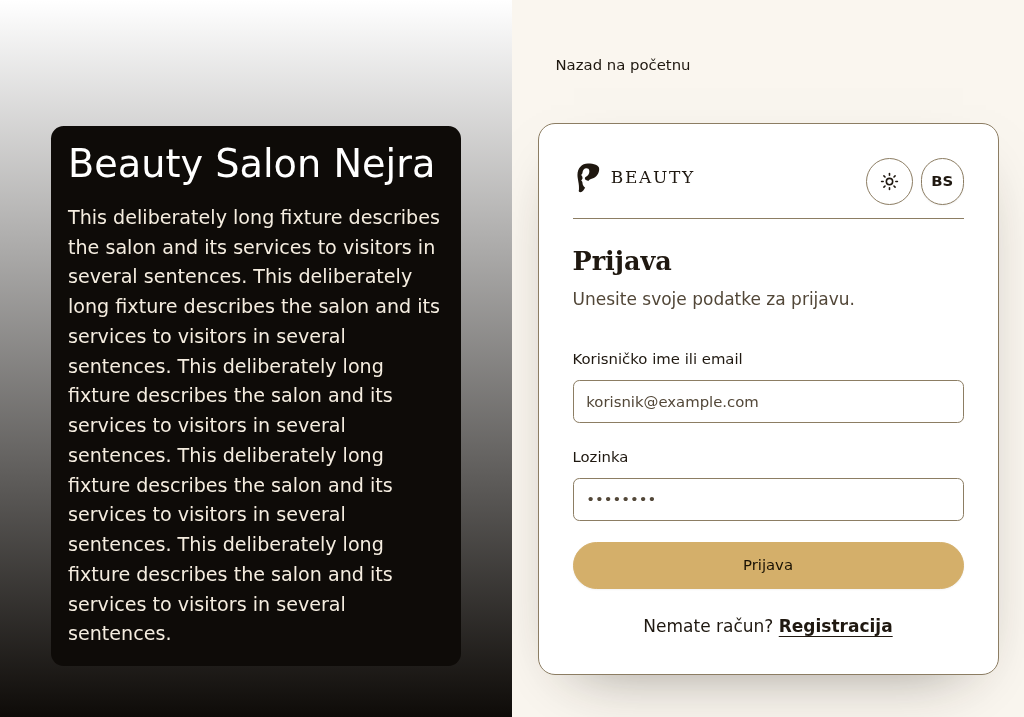 Beauty Salon Nejra
This deliberately long fixture describes
the salon and its services to visitors in
several sentences. This deliberately
long fixture describes the salon and its
services to visitors in several
sentences. This deliberately long
fixture describes the salon and its
services to visitors in several
sentences. This deliberately long
fixture describes the salon and its
services to visitors in several
sentences. This deliberately long
fixture describes the salon and its
services to visitors in several
sentences.
Nazad na početnu
BEAUTY
BS
Prijava
Unesite svoje podatke za prijavu.
Korisničko ime ili email
korisnik@example.com
Lozinka
••••••••
Prijava
Nemate račun? Registracija